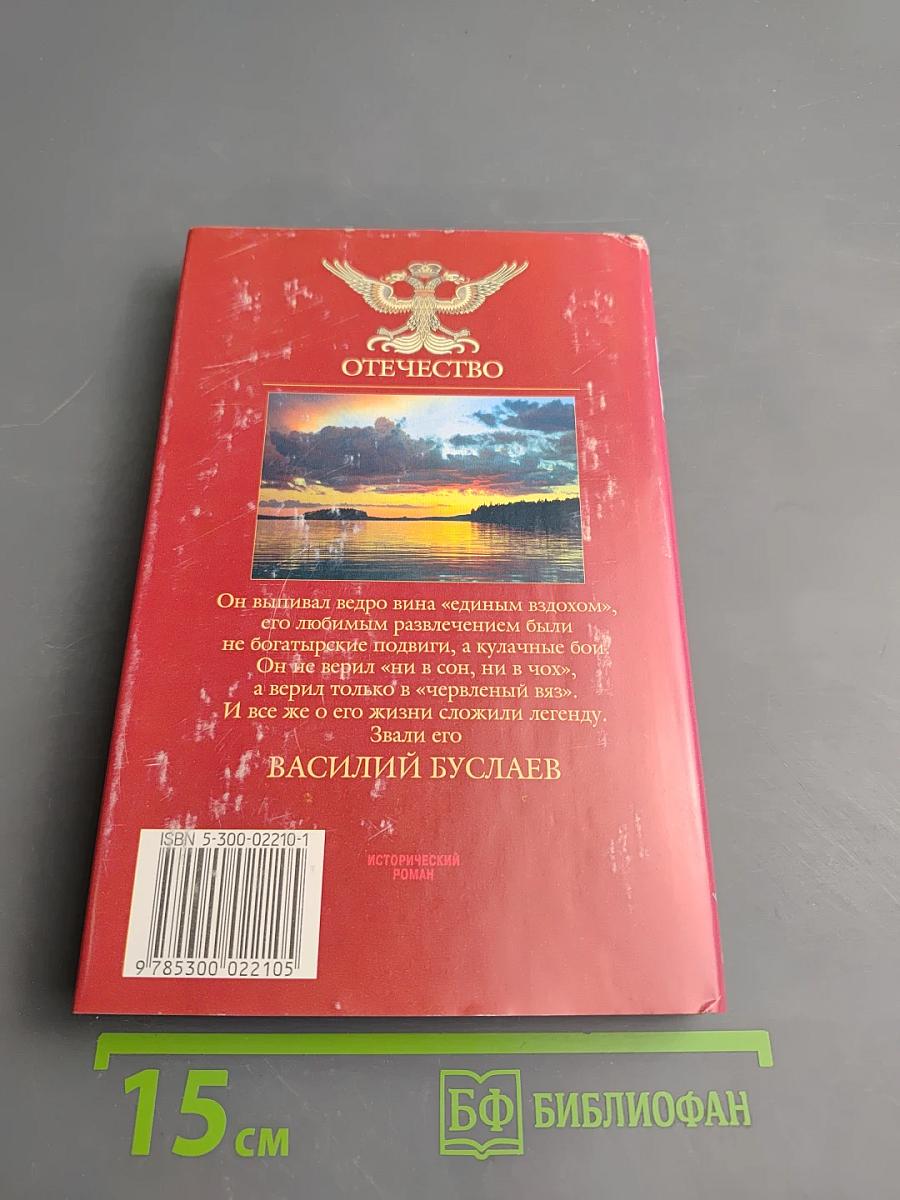 ОТЕЧЕСТВО
Он выпивал ведро вина «единым вздохом»,
его любимым развлечением были
не богатырские подвиги, а кулачные бои.
Он не верил «ни в сон, ни в чох»,
а верил только в «червленый вяз».
И все же о его жизни сложили легенду.
Звали его
ВАСИЛИЙ БУСЛАЕВ
ISBN 5-300-02210-1
9 785300 022105
ИСТОРИЧЕСКИЙ
РОМАН
15 см
БФ БИБЛИОФАН